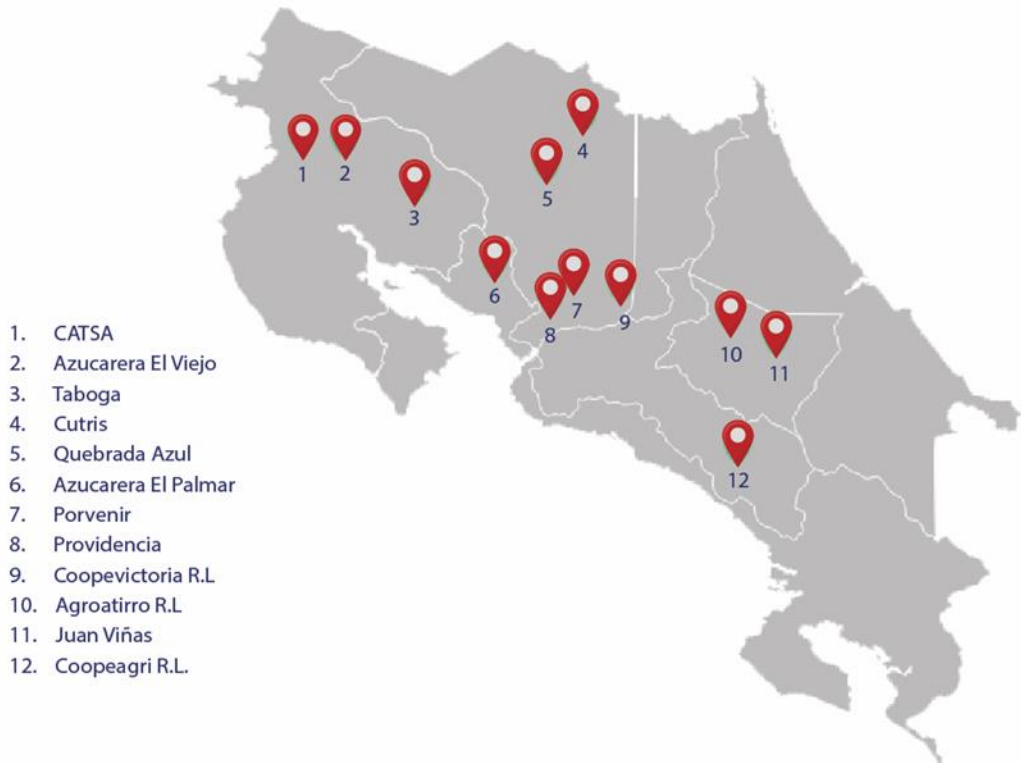 1
2
3
4
5
6
7
8
9
10
11
12
1. CATSA
2. Azucarera El Viejo
3. Taboga
4. Cutris
5. Quebrada Azul
6. Azucarera El Palmar
7. Porvenir
8. Providencia
9. Coopevictoria R.L
10. Agroatirro R.L
11. Juan Viñas
12. Coopeagri R.L.